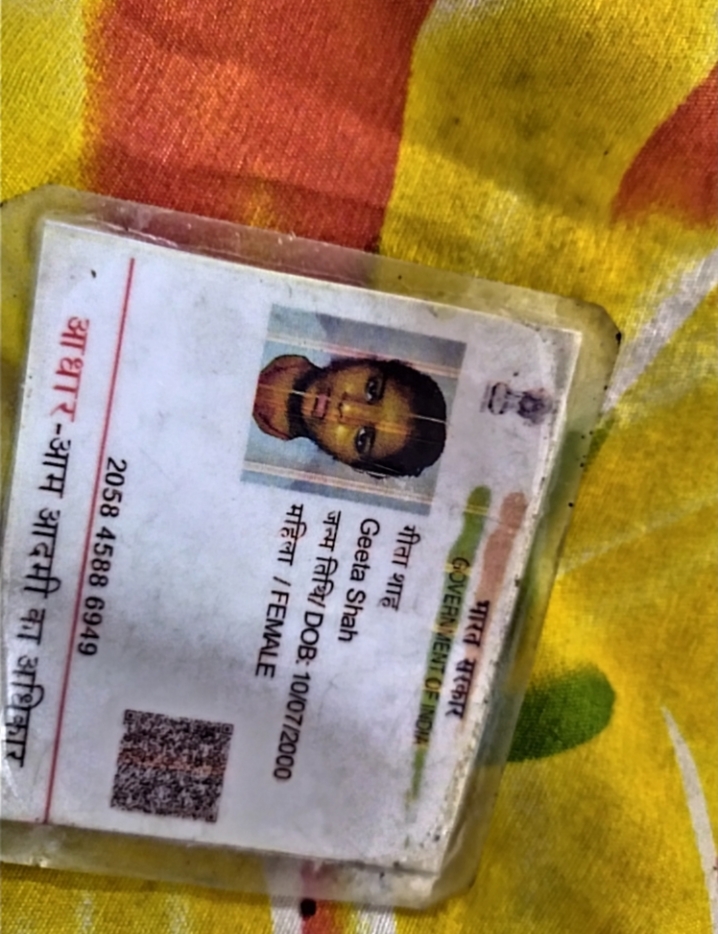 भारत सरकार
GOVERNMENT OF INDIA
गीता शाह
Geeta Shah
जन्म तिथि/ DOB: 10/07/2000
महिला / FEMALE
2058 4588 6949
आधार-आम आदमी का अधिकार